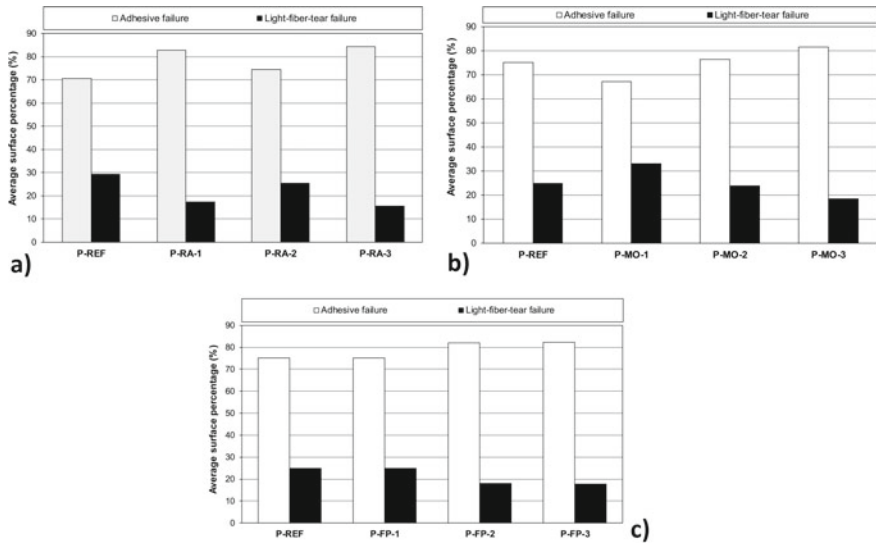 Adhesive failure Light-fiber-tear failure
Average surface percentage (%)
90
80
70
60
50
40
30
20
10
0
P-REF P-RA-1 P-RA-2 P-RA-3
a)
Adhesive failure Light-fiber-tear failure
Average surface percentage (%)
90
80
70
60
50
40
30
20
10
0
P-REF P-MO-1 P-MO-2 P-MO-3
b)
Adhesive failure Light-fiber-tear failure
Average surface percentage (%)
90
80
70
60
50
40
30
20
10
0
P-REF P-FP-1 P-FP-2 P-FP-3
c)